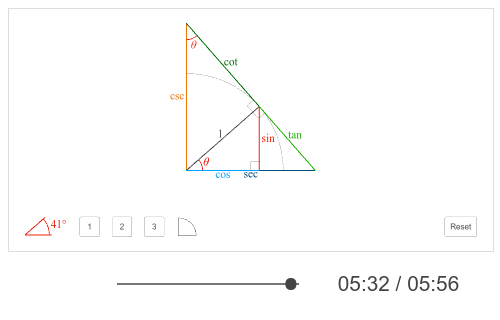 θ
cot
csc
1
sin
tan
θ
cos
sec
41°
1
2
3
Reset
05:32 / 05:56